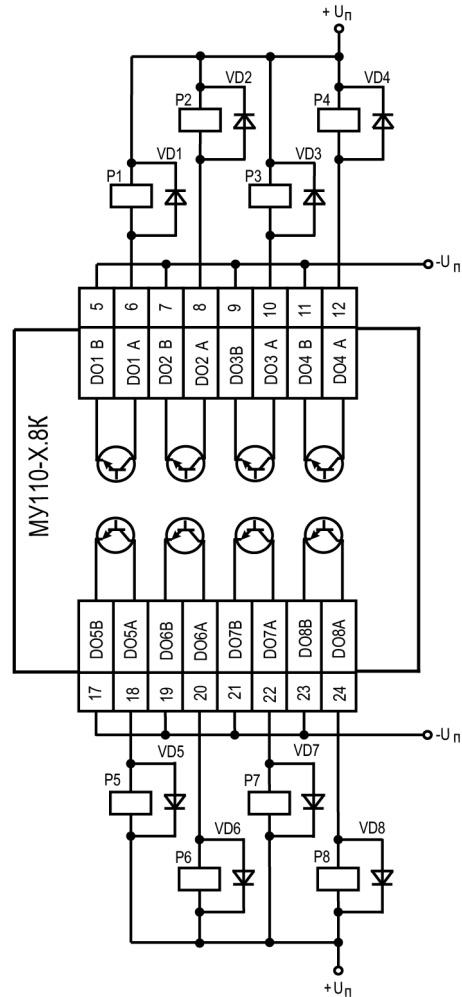 + Uп
VD2
VD4
P2
P4
VD1
VD3
P1
P3
-Uп
5 6 7 8 9 10 11 12
DO1 B DO1 A DO2 B DO2 A DO3B DO3 A DO4 B DO4 A
МУ110-Х.8К
DO5B DO5A DO6B DO6A DO7B DO7A DO8B DO8A
17 18 19 20 21 22 23 24
-Uп
VD5
VD7
P5
P7
VD6
VD8
P6
P8
+Uп